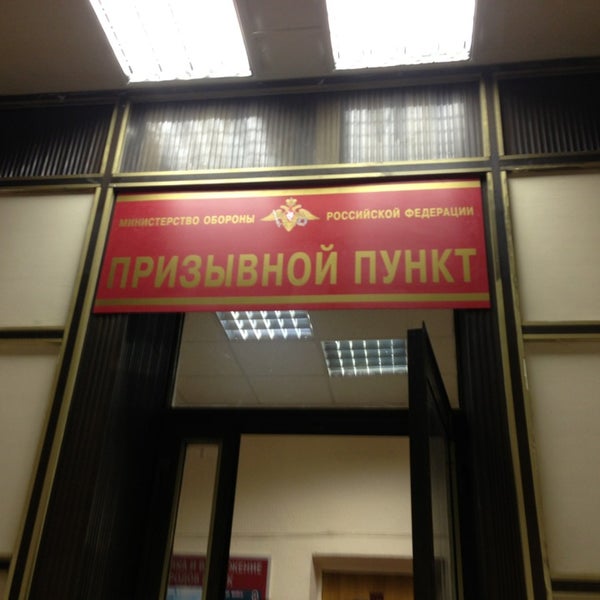 МИНИСТЕРСТВО ОБОРОНЫ РОССИЙСКОЙ ФЕДЕРАЦИИ
ПРИЗЫВНОЙ ПУНКТ